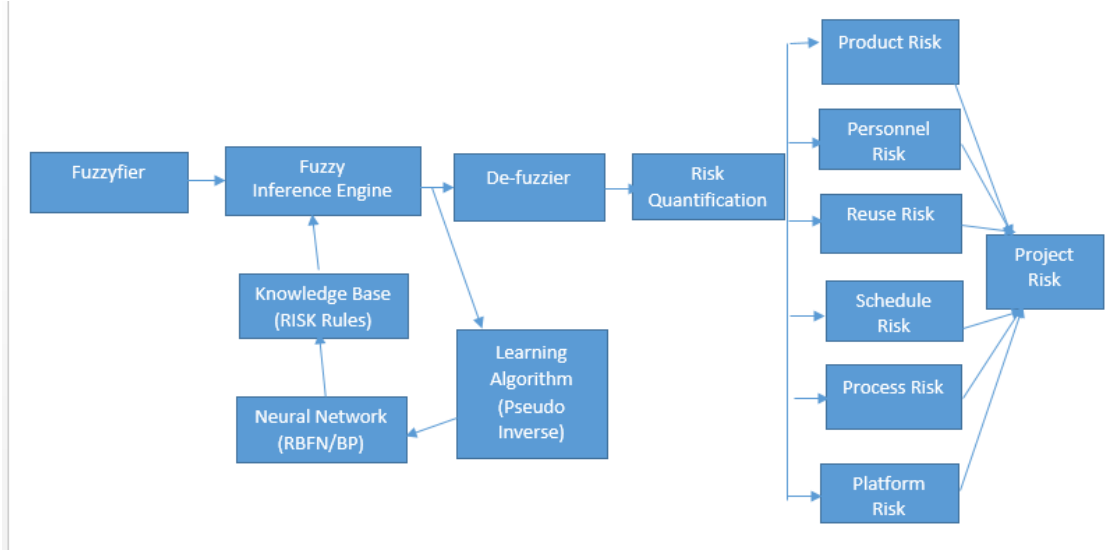 Fuzzyfier
Fuzzy
Inference Engine
De-fuzzier
Risk
Quantification
Knowledge Base
(RISK Rules)
Neural Network
(RBFN/BP)
Learning
Algorithm
(Pseudo
Inverse)
Product Risk
Personnel
Risk
Reuse Risk
Schedule
Risk
Process Risk
Platform
Risk
Project
Risk